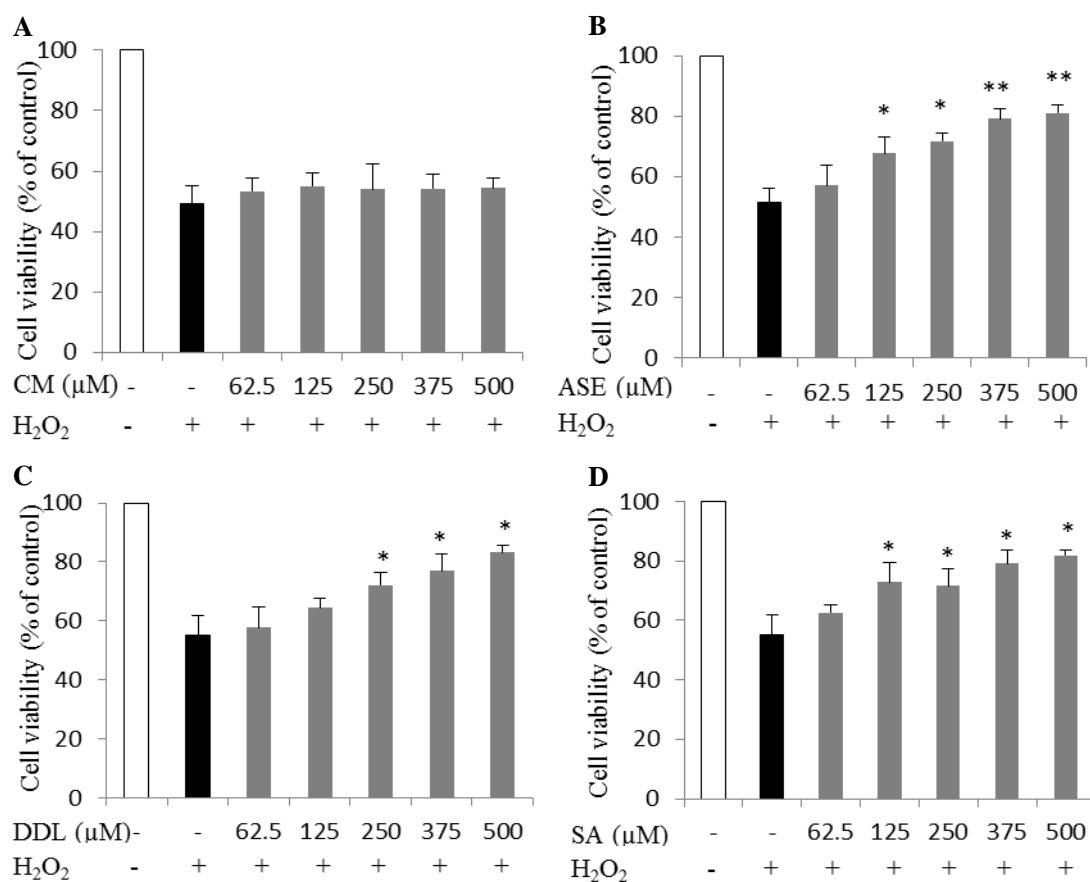 A
Cell viability (% of control)
100
80
60
40
20
0
CM (µM) - - 62.5 125 250 375 500
H₂O₂ - + + + + + +
B
Cell viability (% of control)
100
80
60
40
20
0
* * ** **
ASE (µM) - - 62.5 125 250 375 500
H₂O₂ - + + + + + +
C
Cell viability (% of control)
100
80
60
40
20
0
* * *
DDL (µM) - - 62.5 125 250 375 500
H₂O₂ - + + + + + +
D
Cell viability (% of control)
100
80
60
40
20
0
* * * *
SA (µM) - - 62.5 125 250 375 500
H₂O₂ - + + + + + +